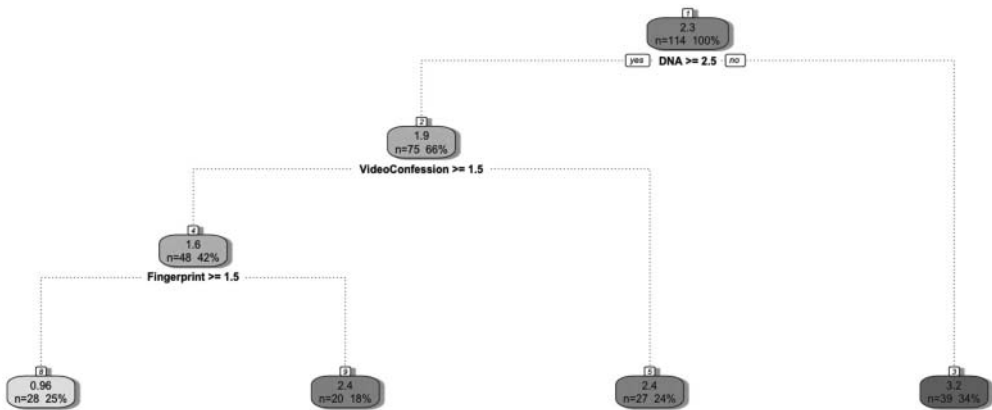 1
2.3
n=114 100%
yes DNA >= 2.5 no
2
1.9
n=75 66%
VideoConfession >= 1.5
4
1.6
n=48 42%
Fingerprint >= 1.5
8
0.96
n=28 25%
9
2.4
n=20 18%
5
2.4
n=27 24%
3
3.2
n=39 34%